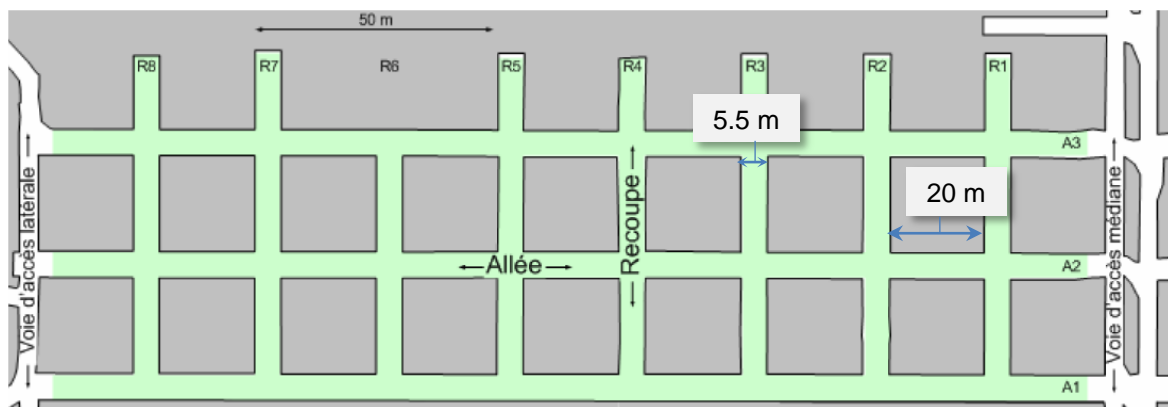 50 m
R8 R7 R6 R5 R4 R3 R2 R1
5.5 m
A3
20 m
Voie d'accès latérale
Recoupe
Voie d'accès médiane
Allée
A2
A1